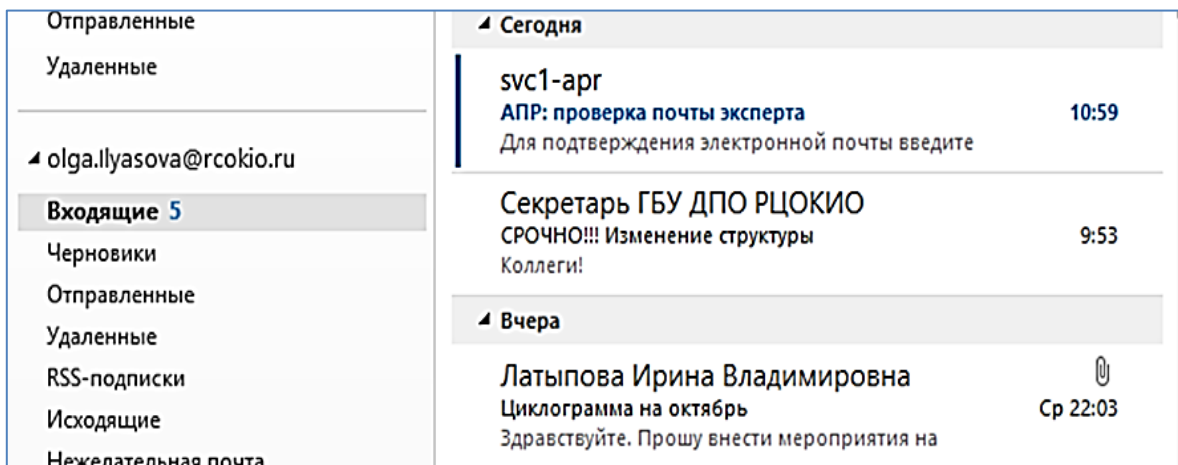 Отправленные
Удаленные
olga.Ilyasova@rcokio.ru
Входящие 5
Черновики
Отправленные
Удаленные
RSS-подписки
Исходящие
Нежелательная почта
Сегодня
svc1-apr
АПР: проверка почты эксперта 10:59
Для подтверждения электронной почты введите
Секретарь ГБУ ДПО РЦОКИО
СРОЧНО!!! Изменение структуры 9:53
Коллеги!
Вчера
Латыпова Ирина Владимировна
Циклограмма на октябрь Ср 22:03
Здравствуйте. Прошу внести мероприятия на